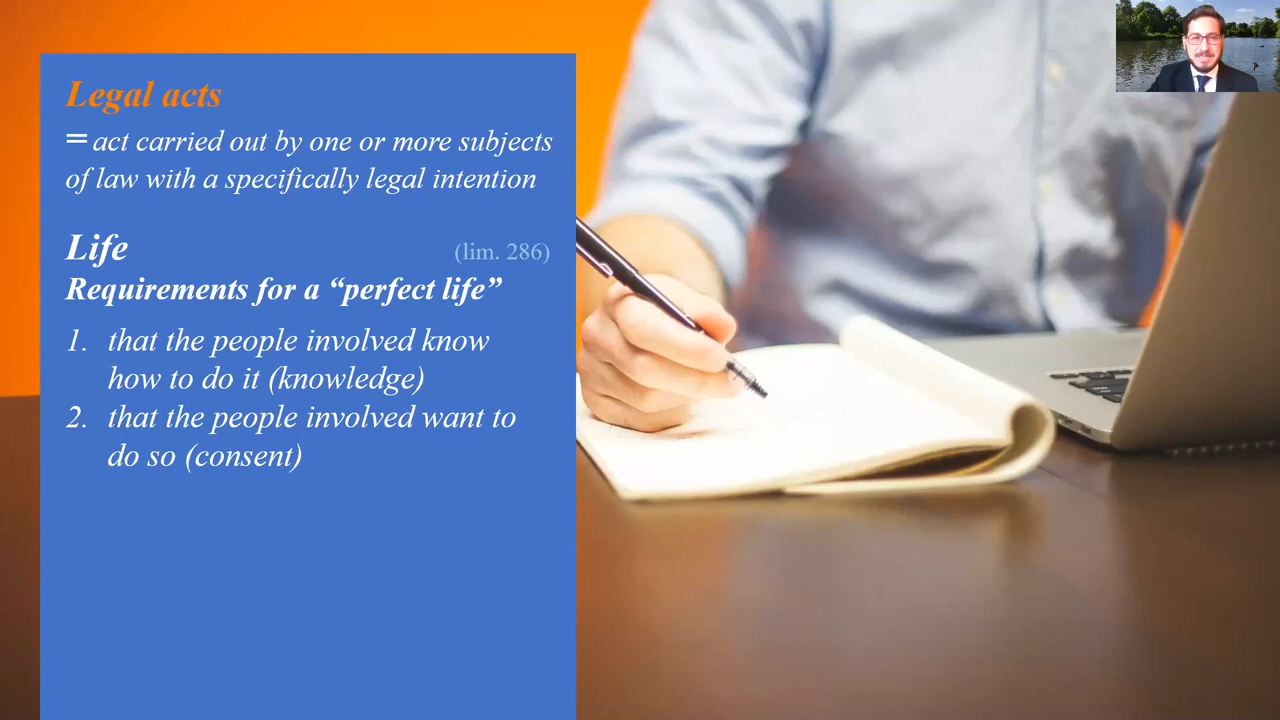 Legal acts
= act carried out by one or more subjects
of law with a specifically legal intention
Life (lim. 286)
Requirements for a “perfect life”
1. that the people involved know
how to do it (knowledge)
2. that the people involved want to
do so (consent)